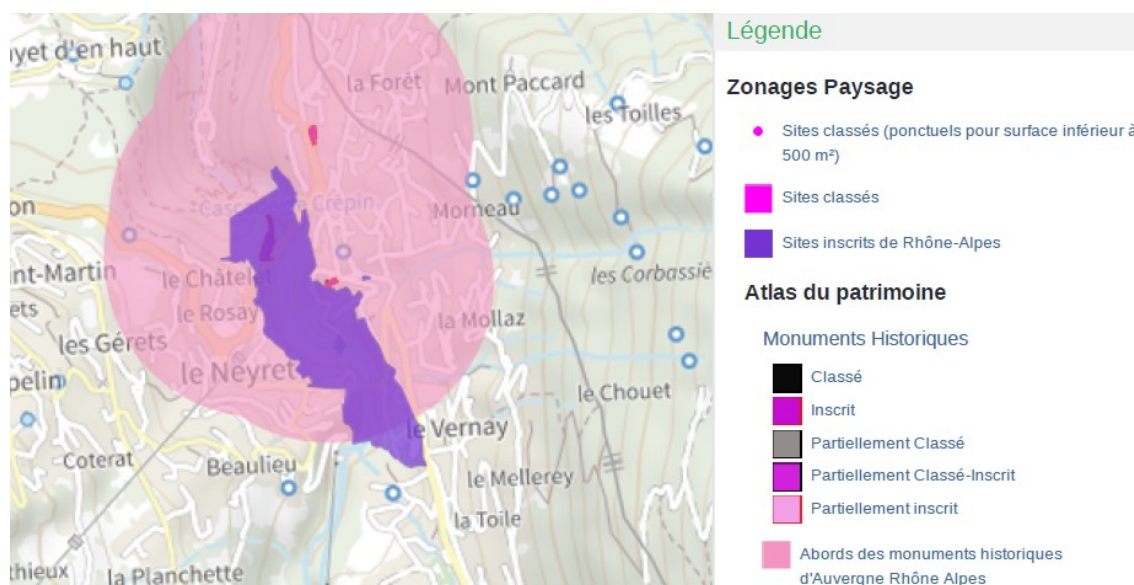 yet d'en haut
la Forêt
Mont Paccard
les Toilles
on
Morneau
nt-Martin
ets
le Châtelet
les Corbassiè
le Rosay
la Mollaz
les Gérets
le Neyret
pelin
le Chouet
le Vernay
Coterat
Beaulieu
le Mellerey
la Toile
thieux
la Planchette
Légende
Zonages Paysage
Sites classés (ponctuels pour surface inférieur à
500 m²)
Sites classés
Sites inscrits de Rhône-Alpes
Atlas du patrimoine
Monuments Historiques
Classé
Inscrit
Partiellement Classé
Partiellement Classé-Inscrit
Partiellement inscrit
Abords des monuments historiques
d'Auvergne Rhône Alpes